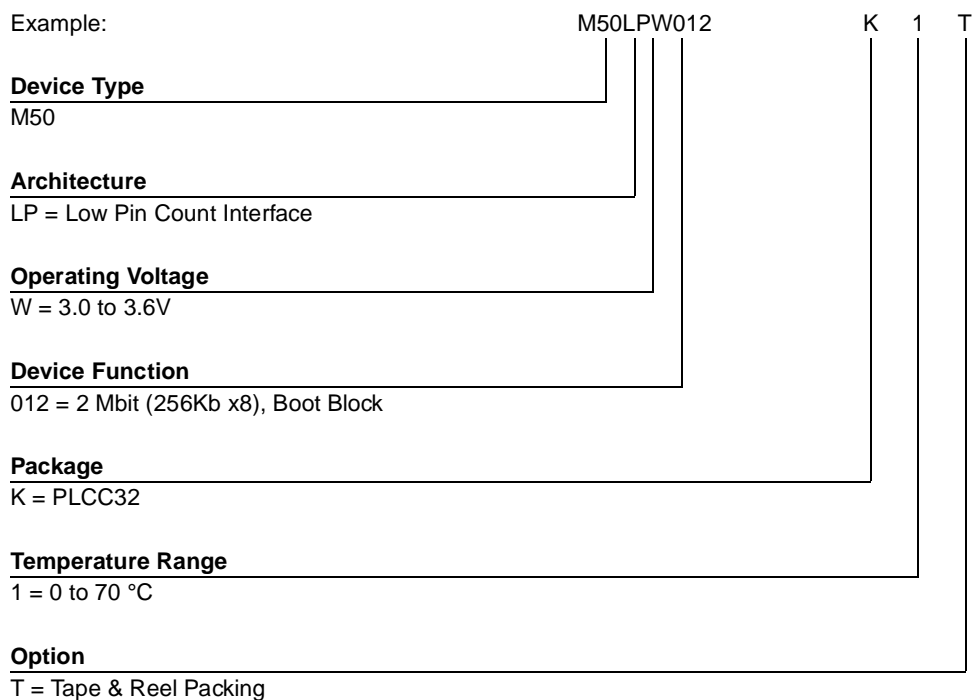 Example: M50LPW012 K 1 T
Device Type
M50
Architecture
LP = Low Pin Count Interface
Operating Voltage
W = 3.0 to 3.6V
Device Function
012 = 2 Mbit (256Kb x8), Boot Block
Package
K = PLCC32
Temperature Range
1 = 0 to 70 °C
Option
T = Tape & Reel Packing